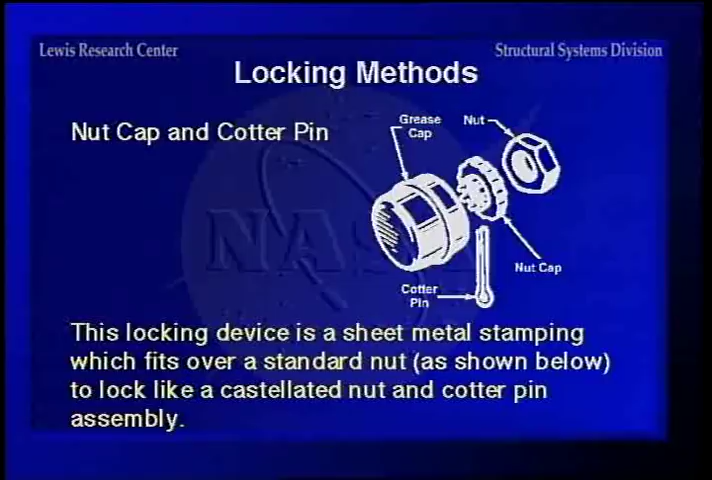 Lewis Research Center
Structural Systems Division
Locking Methods
Nut Cap and Cotter Pin
Grease
Cap
Nut
Nut Cap
Cotter
Pin
NASA
This locking device is a sheet metal stamping
which fits over a standard nut (as shown below)
to lock like a castellated nut and cotter pin
assembly.